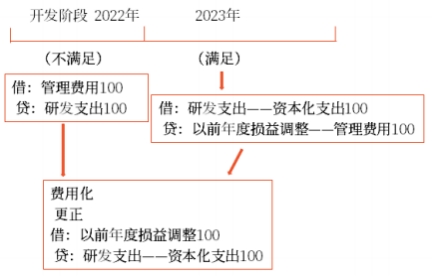 开发阶段 2022年 2023年
（不满足） （满足）
借：管理费用100
贷：研发支出100
借：研发支出——资本化支出100
贷：以前年度损益调整——管理费用100
费用化
更正
借：以前年度损益调整100
贷：研发支出——资本化支出100